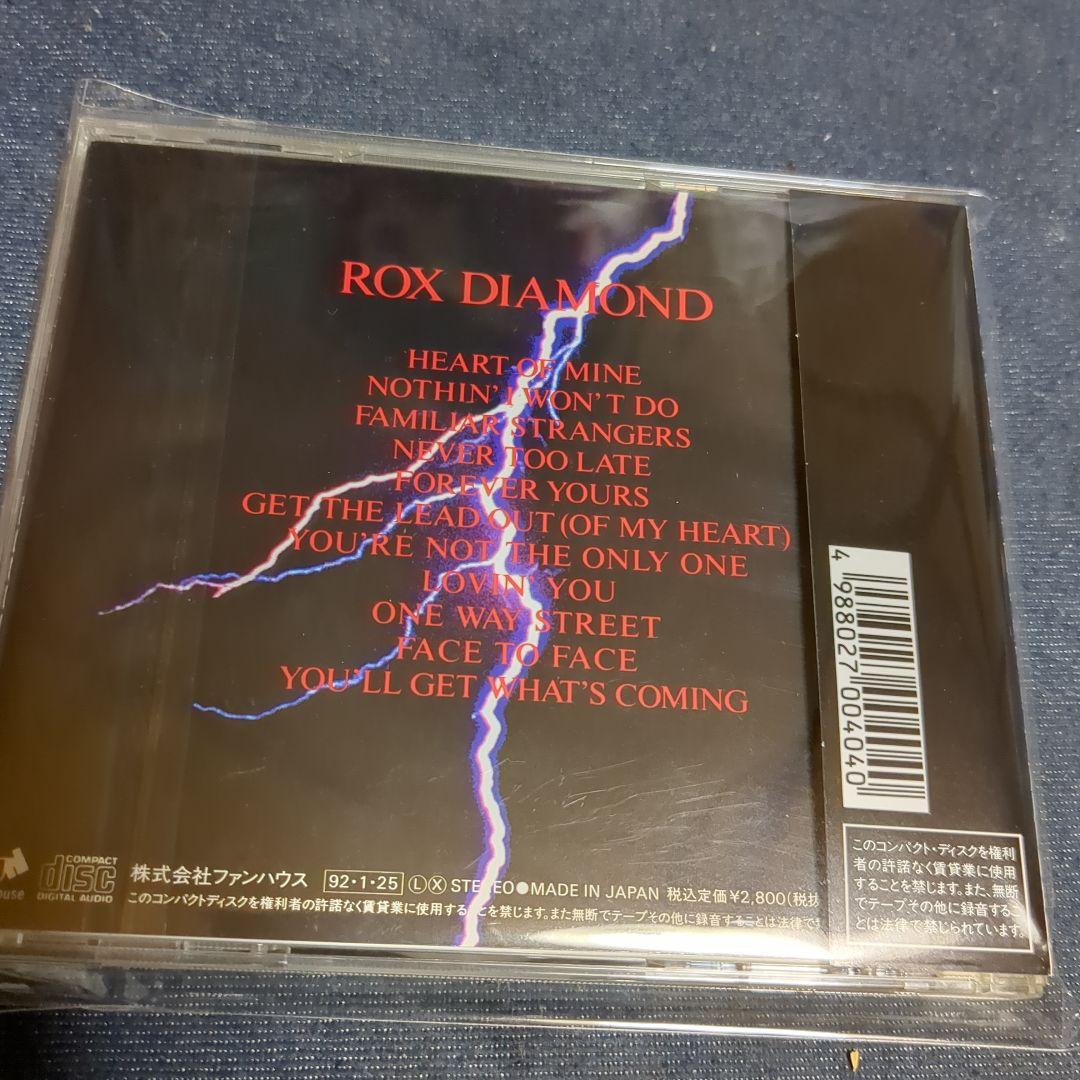 ROX DIAMOND
HEART OF MINE
NOTHIN' I WON'T DO
FAMILIAR STRANGERS
NEVER TOO LATE
FOREVER YOURS
GET THE LEAD OUT (OF MY HEART)
YOU'RE NOT THE ONLY ONE
LOVIN' YOU
ONE WAY STREET
FACE TO FACE
YOU'LL GET WHAT'S COMING
4 988027 004040
このコンパクト・ディスクを権利
者の許諾なく賃貸業に使用
することを禁じます。また、無断
でテープその他に録音するこ
とは法律で禁じられています。
ouse
COMPACT
disc
DIGITAL AUDIO
株式会社ファンハウス 92・1・25 Ⓛ Ⓧ STEREO●MADE IN JAPAN 税込定価¥2,800(税抜
このコンパクトディスクを権利者の許諾なく賃貸業に使用することを禁じます。また無断でテープその他に録音することは法律で